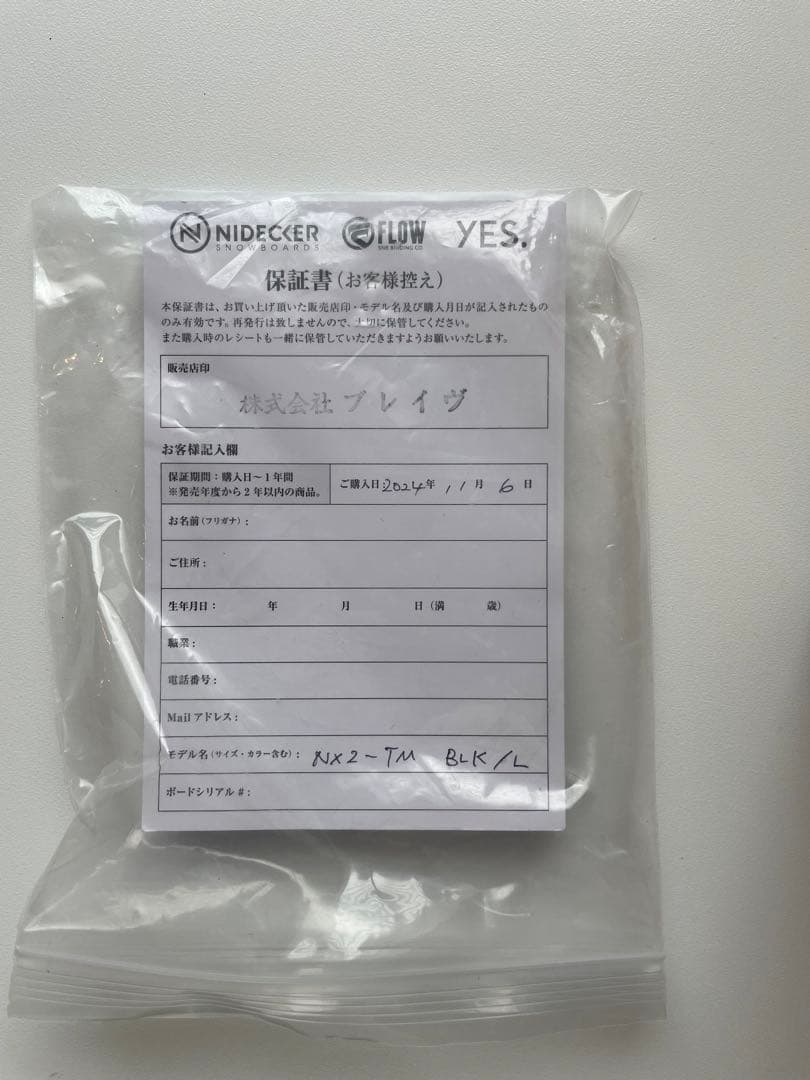 NIDECKER SNOWBOARDS FLOW SNB BINDING CO. YES.
保証書(お客様控え)
本保証書は、お買い上げ頂いた販売店印・モデル名及び購入月日が記入されたもの
のみ有効です。再発行は致しませんので、大切に保管してください。
また購入時のレシートも一緒に保管していただきますようお願いいたします。
販売店印
株式会社 ブレイヴ
お客様記入欄
保証期間:購入日〜1年間
※発売年度から2年以内の商品。
ご購入日:2024年 11月 6日
お名前(フリガナ):
ご住所:
生年月日: 年 月 日(満 歳)
職業:
電話番号:
Mail アドレス:
モデル名(サイズ・カラー含む): NX2-TM BLK/L
ボードシリアル #: